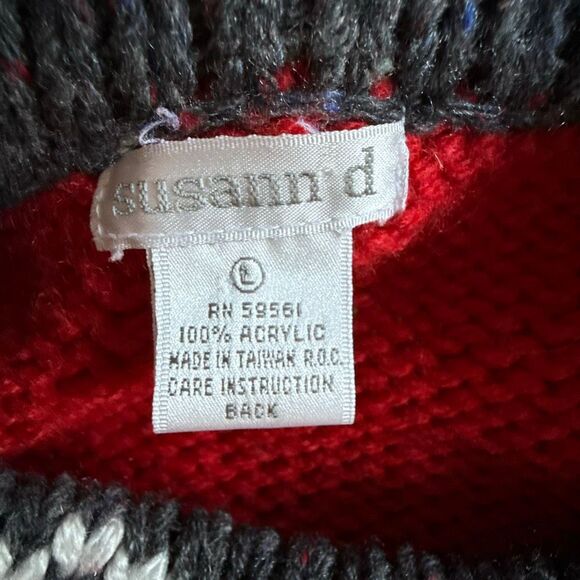 susann d
L
RN 59561
100% ACRYLIC
MADE IN TAIWAN R.O.C.
CARE INSTRUCTION
BACK